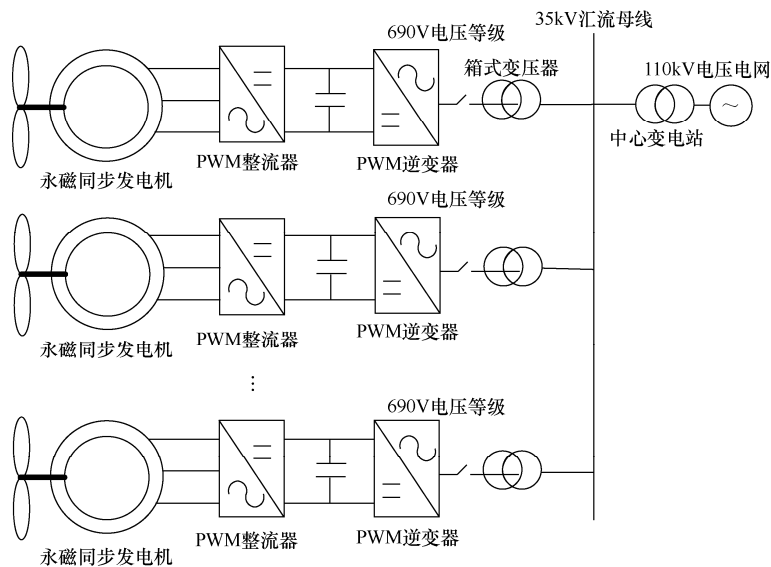 35kV汇流母线
690V电压等级
箱式变压器
110kV电压电网
中心变电站
PWM整流器
PWM逆变器
永磁同步发电机
690V电压等级
PWM整流器
PWM逆变器
永磁同步发电机
⋮
690V电压等级
PWM整流器
PWM逆变器
永磁同步发电机